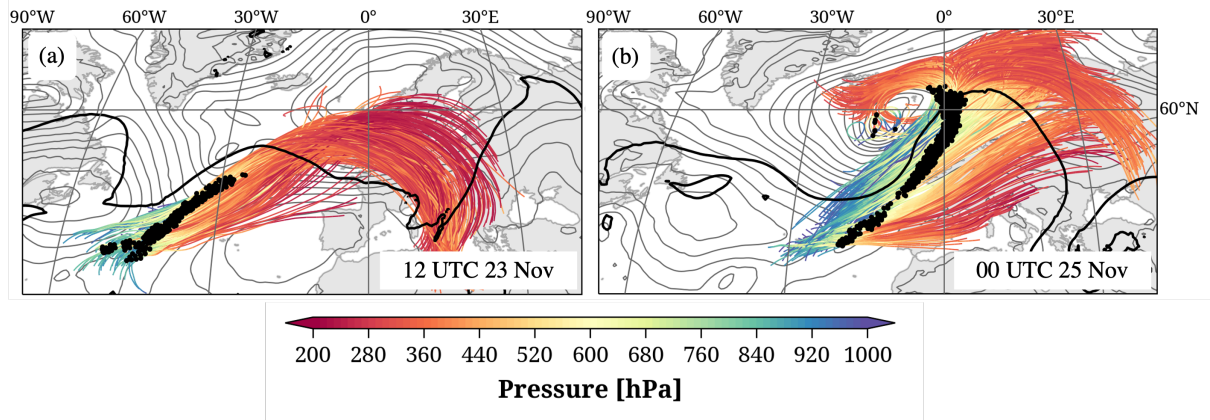 90°W 60°W 30°W 0° 30°E 90°W 60°W 30°W 0° 30°E
(a) (b)
60°N
12 UTC 23 Nov 00 UTC 25 Nov
200 280 360 440 520 600 680 760 840 920 1000
Pressure [hPa]